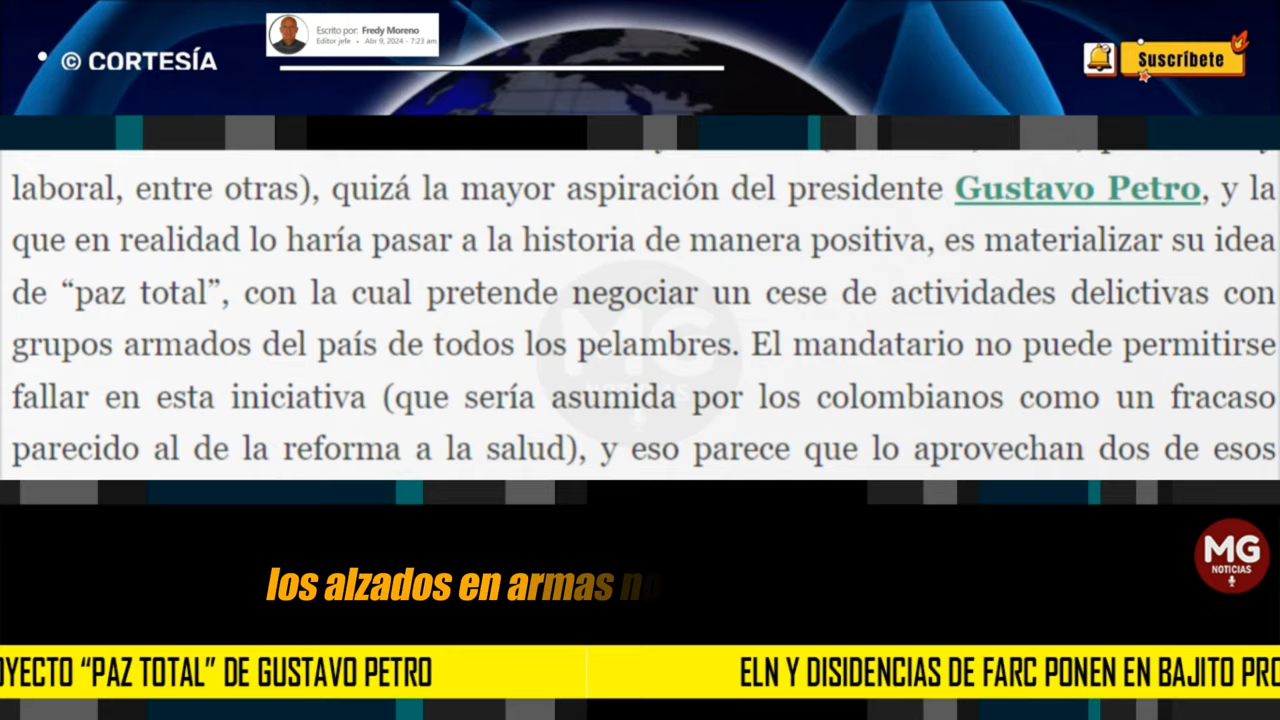 © CORTESÍA
Escrito por: Fredy Moreno
Editor jefe • Abr 9, 2024 - 7:23 am
Suscríbete
laboral, entre otras), quizá la mayor aspiración del presidente Gustavo Petro, y la
que en realidad lo haría pasar a la historia de manera positiva, es materializar su idea
de “paz total”, con la cual pretende negociar un cese de actividades delictivas con
grupos armados del país de todos los pelambres. El mandatario no puede permitirse
fallar en esta iniciativa (que sería asumida por los colombianos como un fracaso
parecido al de la reforma a la salud), y eso parece que lo aprovechan dos de esos
MG
NOTICIAS
los alzados en armas no
MG
NOTICIAS
OYECTO “PAZ TOTAL” DE GUSTAVO PETRO
ELN Y DISIDENCIAS DE FARC PONEN EN BAJITO PRO